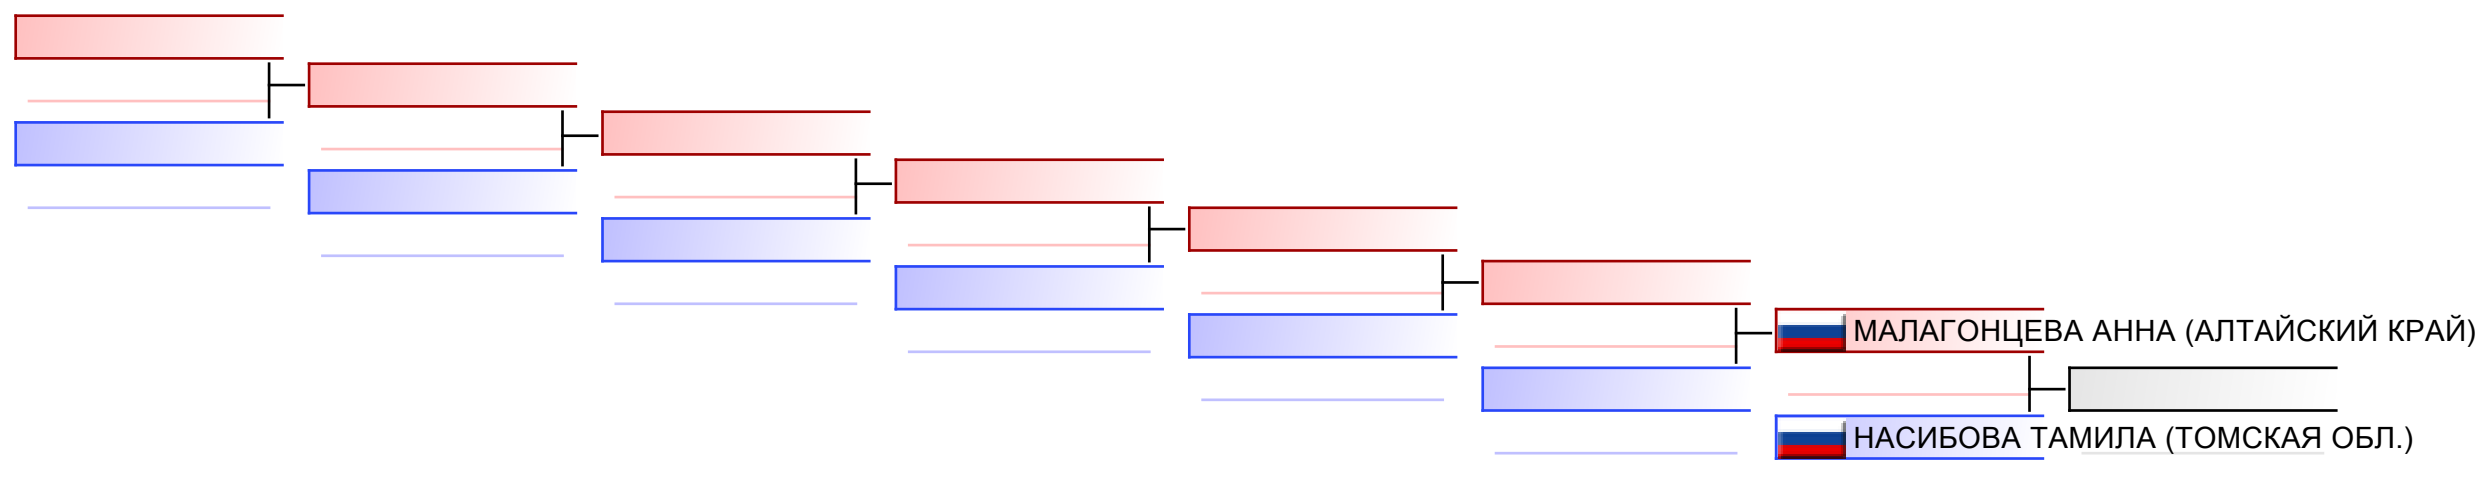 МАЛАГОНЦЕВА АННА (АЛТАЙСКИЙ КРАЙ)
НАСИБОВА ТАМИЛА (ТОМСКАЯ ОБЛ.)